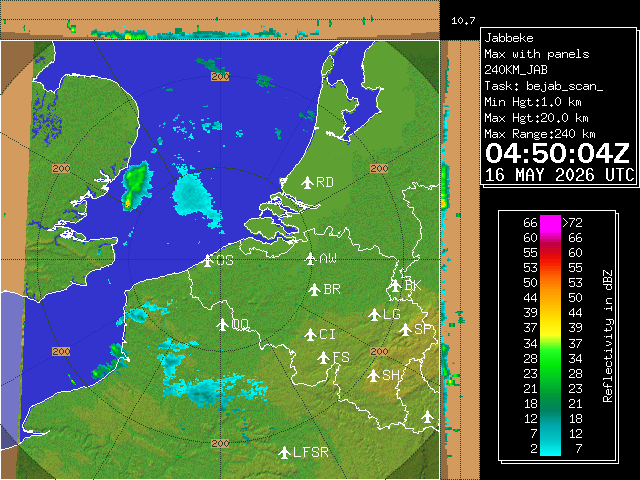 10.7
Jabbeke
Max with panels
240KM_JAB
Task: bejab_scan_
Min Hgt:1.0 km
Max Hgt:20.0 km
Max Range:240 km
04:50:04Z
16 MAY 2026 UTC
200
200
200
RD
OS
AW
BR
BK
LG
QQ
CI
SP
FS
200
200
SH
200
LFSR
66 >72
60 66
55 60
53 55
50 53
44 50
39 44
37 39
34 37
28 34
23 28
21 23
18 21
12 18
7 12
2 7
Reflectivity in dBZ